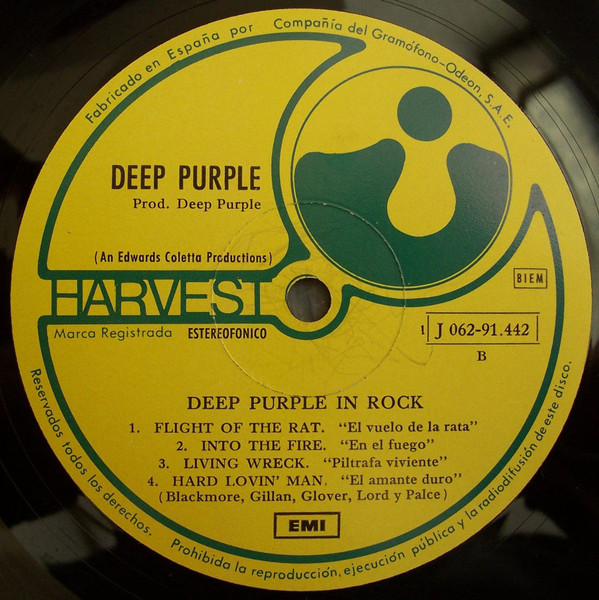 Fabricado en España por Compañía del Gramófono-Odeon, S.A.E.
DEEP PURPLE
Prod. Deep Purple
(An Edwards Coletta Productions)
HARVEST
Marca Registrada ESTEREOFONICO
BIEM
1 J 062-91.442
B
DEEP PURPLE IN ROCK
1. FLIGHT OF THE RAT. “El vuelo de la rata”
2. INTO THE FIRE. “En el fuego”
3. LIVING WRECK. “Piltrafa viviente”
4. HARD LOVIN' MAN. “El amante duro”
(Blackmore, Gillan, Glover, Lord y Palce)
EMI
Reservados todos los derechos. Prohibida la reproducción, ejecución pública y la radiodifusión de este disco.